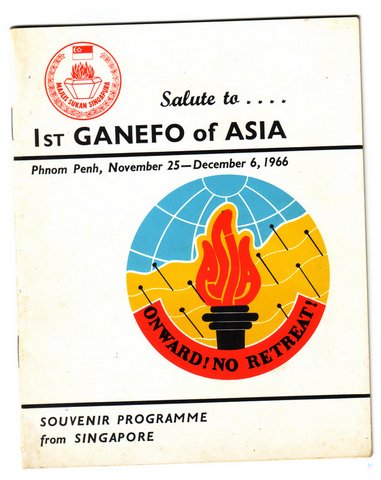 MAJLIS SUKAN SINGAPURA
Salute to . . . .
1ST GANEFO of ASIA
Phnom Penh, November 25—December 6, 1966
ASIA
ONWARD! NO RETREAT!
SOUVENIR PROGRAMME
from SINGAPORE